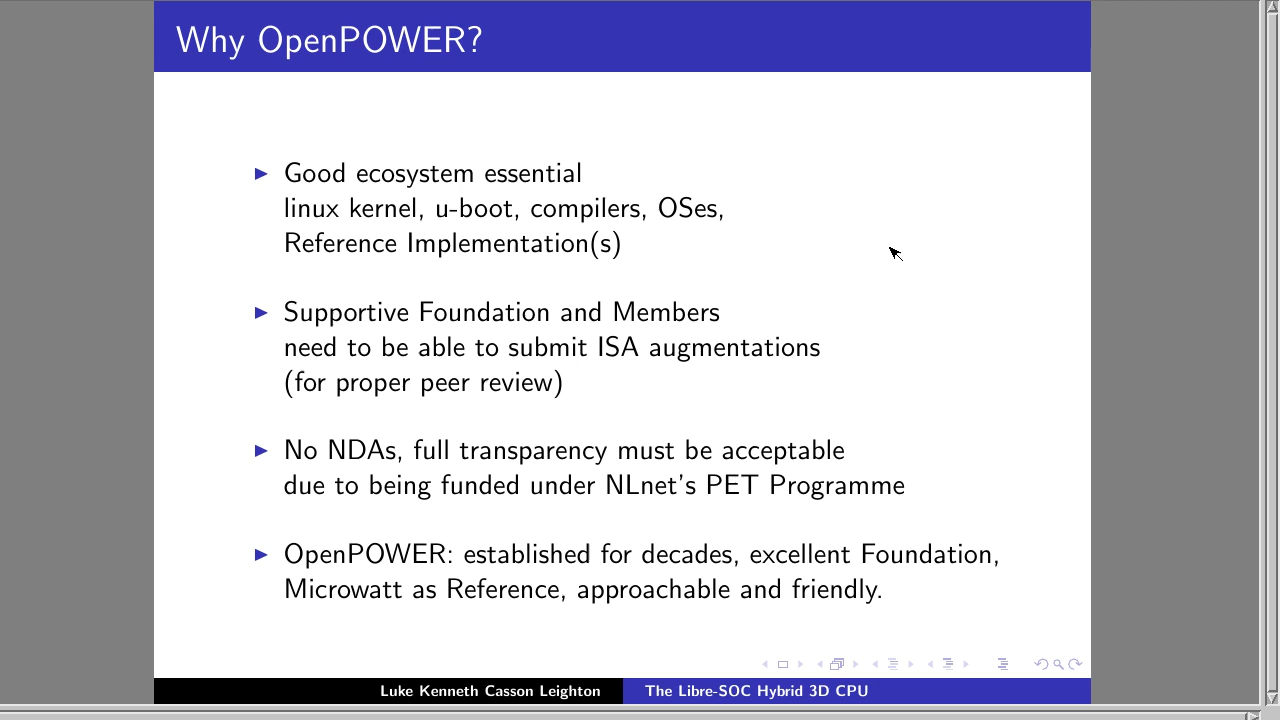 Why OpenPOWER?
Good ecosystem essential
linux kernel, u-boot, compilers, OSes,
Reference Implementation(s)
Supportive Foundation and Members
need to be able to submit ISA augmentations
(for proper peer review)
No NDAs, full transparency must be acceptable
due to being funded under NLnet's PET Programme
OpenPOWER: established for decades, excellent Foundation,
Microwatt as Reference, approachable and friendly.
Luke Kenneth Casson Leighton
The Libre-SOC Hybrid 3D CPU